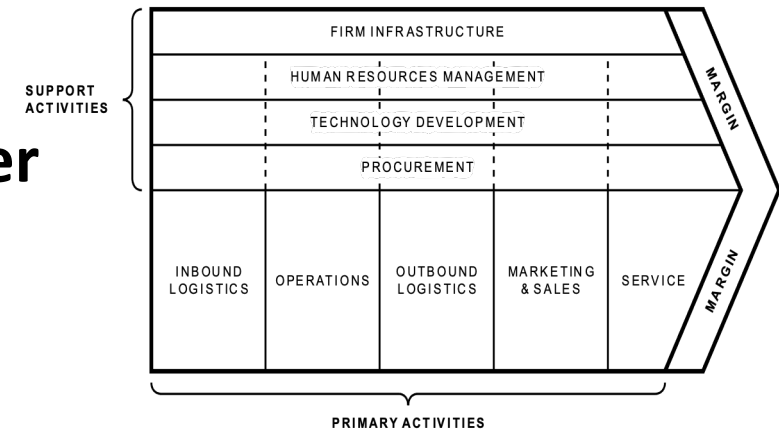 FIRM INFRASTRUCTURE
HUMAN RESOURCES MANAGEMENT
SUPPORT
ACTIVITIES
TECHNOLOGY DEVELOPMENT
er
PROCUREMENT
MARGIN
INBOUND
LOGISTICS
OPERATIONS
OUTBOUND
LOGISTICS
MARKETING
& SALES
SERVICE
MARGIN
PRIMARY ACTIVITIES